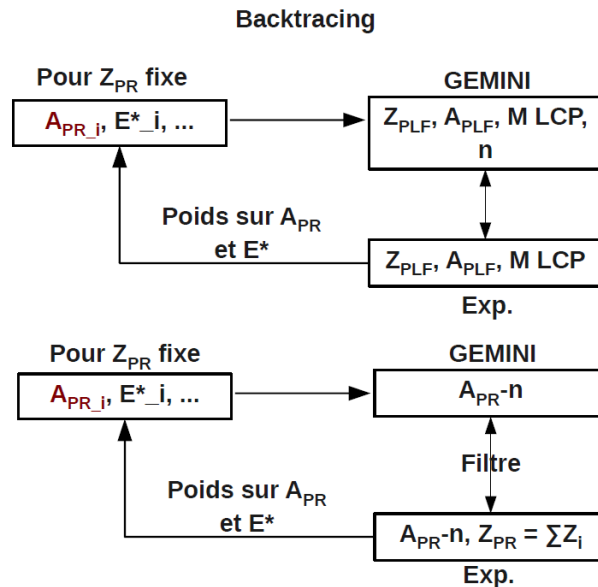 Backtracing
Pour Z_PR fixe
GEMINI
A_PR_i, E*_i, ...
Z_PLF, A_PLF, M LCP,
n
Poids sur A_PR
et E*
Z_PLF, A_PLF, M LCP
Exp.
Pour Z_PR fixe
GEMINI
A_PR_i, E*_i, ...
A_PR-n
Filtre
Poids sur A_PR
et E*
A_PR-n, Z_PR = ∑Z_i
Exp.